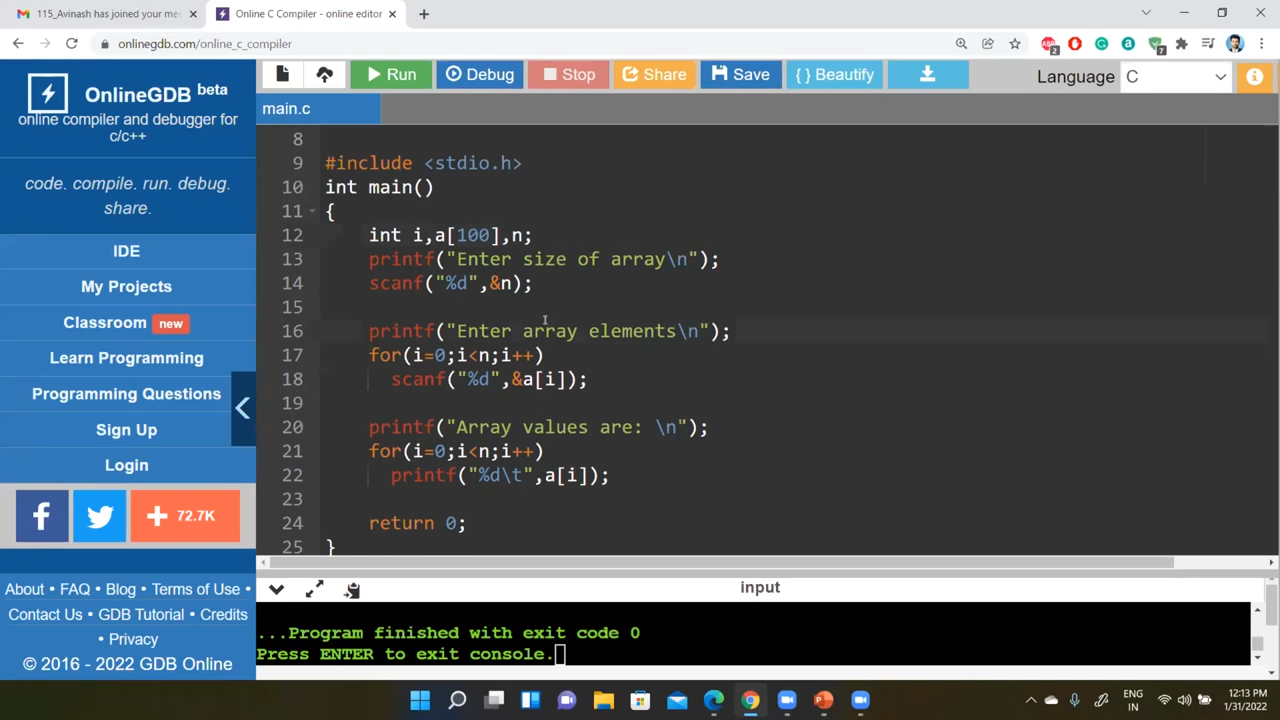 115_Avinash has joined your me
Online C Compiler - online editor
onlinegdb.com/online_c_compiler
OnlineGDB beta
online compiler and debugger for
c/c++
code. compile. run. debug.
share.
IDE
My Projects
Classroom new
Learn Programming
Programming Questions
Sign Up
Login
72.7K
About • FAQ • Blog • Terms of Use •
Contact Us • GDB Tutorial • Credits
• Privacy
© 2016 - 2022 GDB Online
Run Debug Stop Share Save { } Beautify Language C
main.c
8
9 #include <stdio.h>
10 int main()
11 {
12 int i,a[100],n;
13 printf("Enter size of array\n");
14 scanf("%d",&n);
15
16 printf("Enter array elements\n");
17 for(i=0;i<n;i++)
18 scanf("%d",&a[i]);
19
20 printf("Array values are: \n");
21 for(i=0;i<n;i++)
22 printf("%d\t",a[i]);
23
24 return 0;
25 }
input
...Program finished with exit code 0
Press ENTER to exit console.
ENG
IN
12:13 PM
1/31/2022